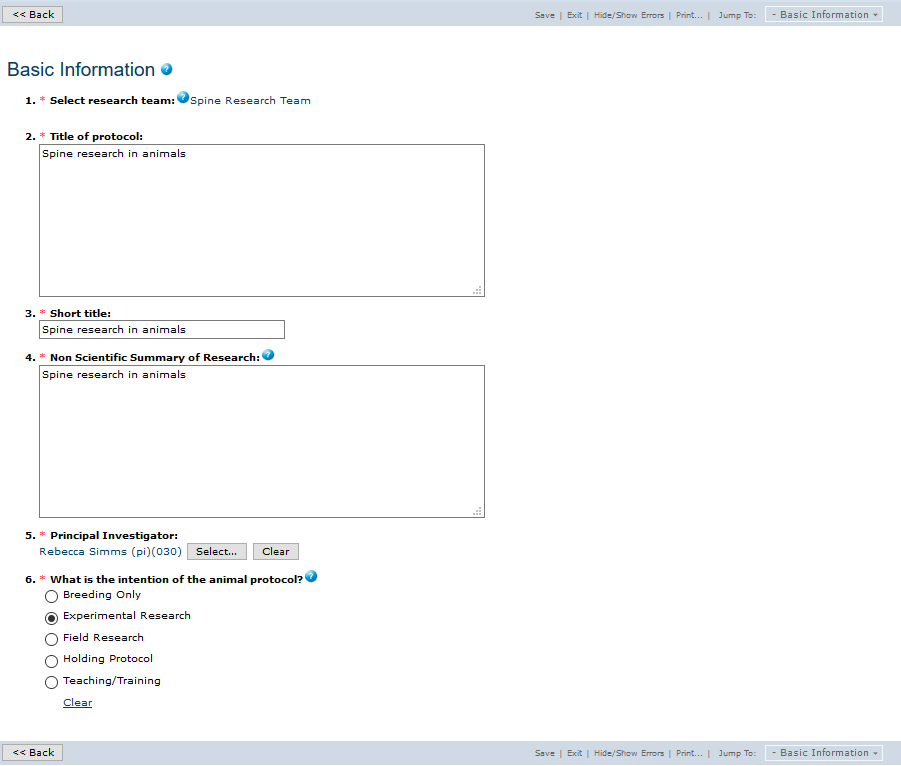 << Back
Save | Exit | Hide/Show Errors | Print... | Jump To: - Basic Information
Basic Information ?
1. * Select research team: ? Spine Research Team
2. * Title of protocol:
Spine research in animals
3. * Short title:
Spine research in animals
4. * Non Scientific Summary of Research: ?
Spine research in animals
5. * Principal Investigator:
Rebecca Simms (pi)(030) Select... Clear
6. * What is the intention of the animal protocol? ?
Breeding Only
Experimental Research
Field Research
Holding Protocol
Teaching/Training
Clear
<< Back
Save | Exit | Hide/Show Errors | Print... | Jump To: - Basic Information